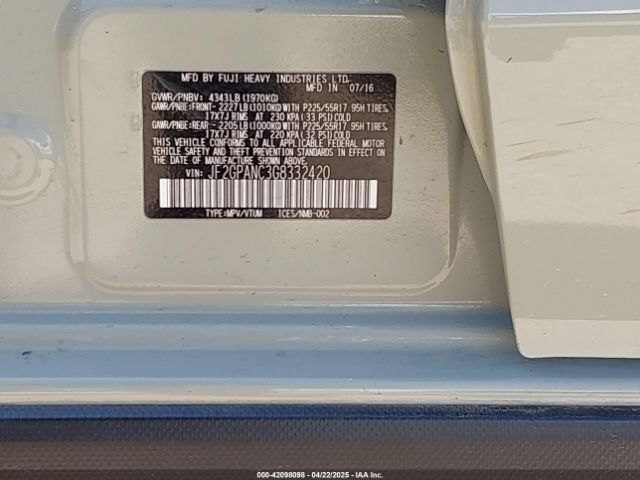 MFD BY FUJI HEAVY INDUSTRIES LTD.
MFD IN 07/16
GVWR/PNBV: 4343LB (1970KG)
GAWR/PNBE:FRONT- 2227LB (1010KG) WITH P225/55R17 95H TIRES,
17X7J RIMS AT 230 KPA (33 PSI) COLD
GAWR/PNBE:REAR- 2205LB (1000KG) WITH P225/55R17 95H TIRES,
17X7J RIMS AT 220 KPA (32 PSI) COLD
THIS VEHICLE CONFORMS TO ALL APPLICABLE FEDERAL MOTOR
VEHICLE SAFETY, BUMPER, AND THEFT PREVENTION STANDARDS IN EFFECT ON
THE DATE OF MANUFACTURE SHOWN ABOVE.
VIN: JF2GPANC3G8332420
TYPE:MPV/VTUM ICES/NMB-002
000-42098098 - 04/22/2025 - Copyright IAA, Inc.